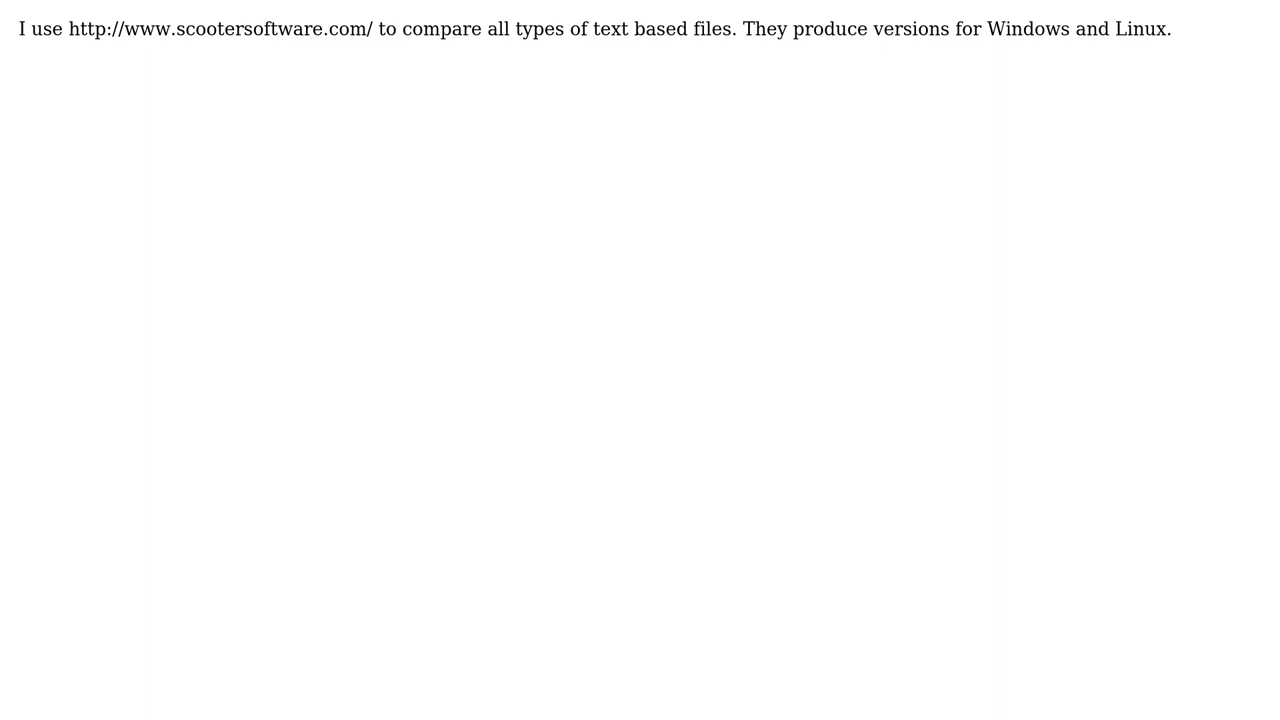 I use http://www.scootersoftware.com/ to compare all types of text based files. They produce versions for Windows and Linux.